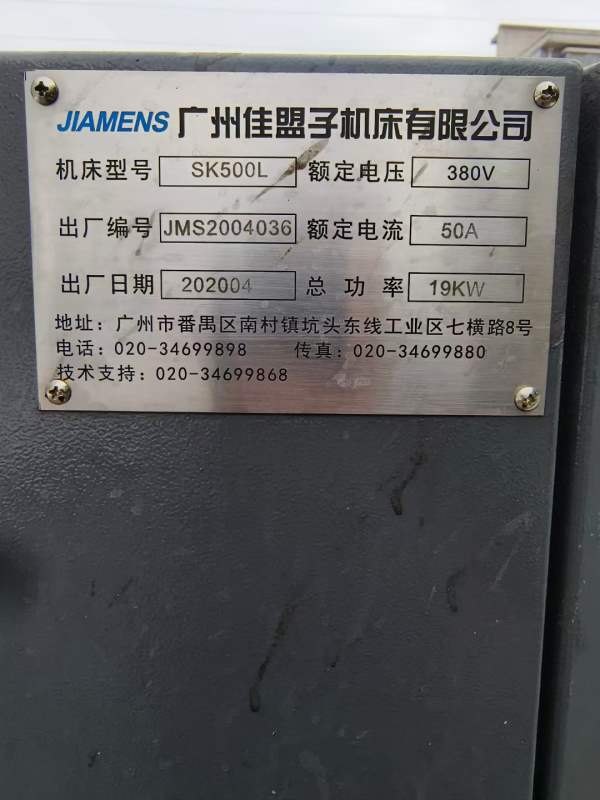 JIAMENS 广州佳盟子机床有限公司
机床型号 SK500L 额定电压 380V
出厂编号 JMS2004036 额定电流 50A
出厂日期 202004 总功率 19KW
地址：广州市番禺区南村镇坑头东线工业区七横路8号
电话：020-34699898 传真：020-34699880
技术支持：020-34699868